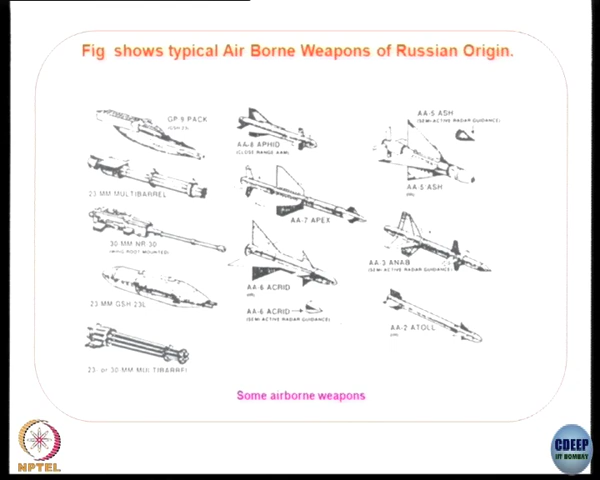 Fig shows typical Air Borne Weapons of Russian Origin.
GP 9 PACK
(GSH 23)
23 MM MULTIBARREL
30 MM NR 30
(WING ROOT MOUNTED)
23 MM GSH 23L
23- or 30 MM MULTIBARREL
AA-8 APHID
(CLOSE RANGE AAM)
AA-7 APEX
AA-6 ACRID
(IR)
AA-6 ACRID
(SEMI-ACTIVE RADAR GUIDANCE)
AA-5 ASH
(SEMI-ACTIVE RADAR GUIDANCE)
AA-5 ASH
(IR)
AA-3 ANAB
(SEMI-ACTIVE RADAR GUIDANCE)
AA-2 ATOLL
(IR)
Some airborne weapons
NPTEL
CDEEP
IIT BOMBAY